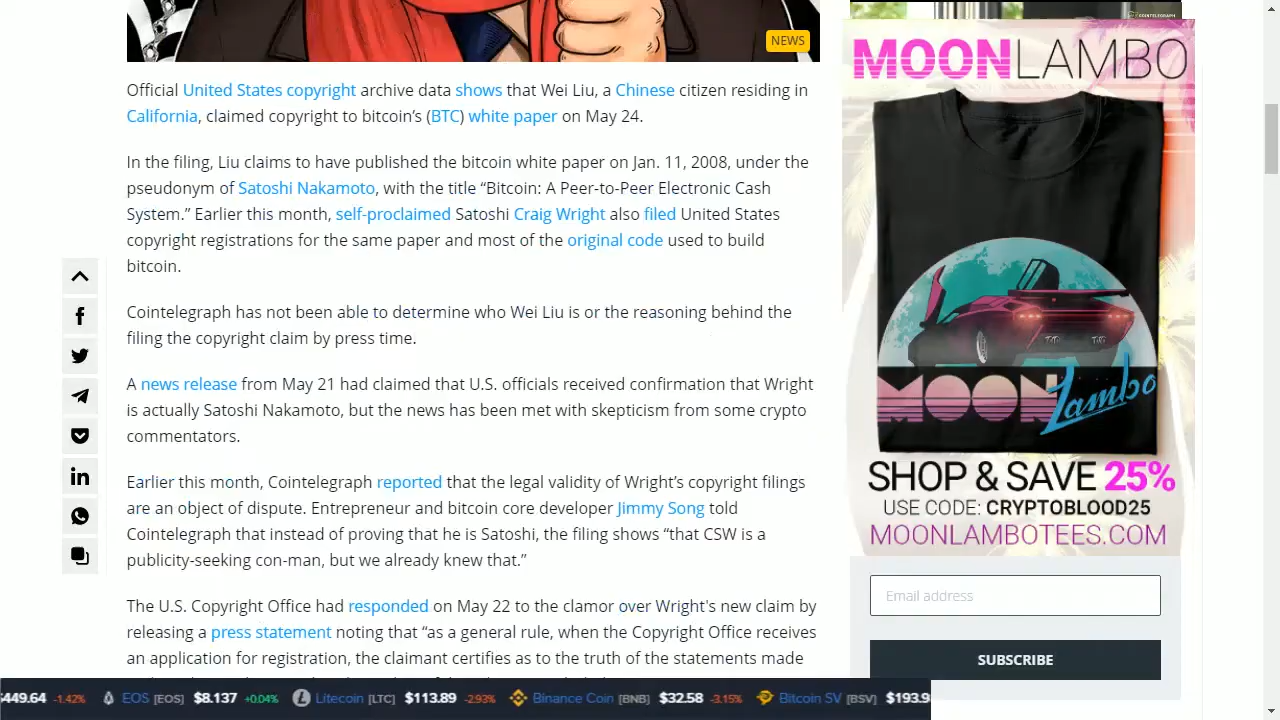 NEWS
Official United States copyright archive data shows that Wei Liu, a Chinese citizen residing in
California, claimed copyright to bitcoin’s (BTC) white paper on May 24.
In the filing, Liu claims to have published the bitcoin white paper on Jan. 11, 2008, under the
pseudonym of Satoshi Nakamoto, with the title “Bitcoin: A Peer-to-Peer Electronic Cash
System.” Earlier this month, self-proclaimed Satoshi Craig Wright also filed United States
copyright registrations for the same paper and most of the original code used to build
bitcoin.
Cointelegraph has not been able to determine who Wei Liu is or the reasoning behind the
filing the copyright claim by press time.
A news release from May 21 had claimed that U.S. officials received confirmation that Wright
is actually Satoshi Nakamoto, but the news has been met with skepticism from some crypto
commentators.
Earlier this month, Cointelegraph reported that the legal validity of Wright’s copyright filings
are an object of dispute. Entrepreneur and bitcoin core developer Jimmy Song told
Cointelegraph that instead of proving that he is Satoshi, the filing shows “that CSW is a
publicity-seeking con-man, but we already knew that.”
The U.S. Copyright Office had responded on May 22 to the clamor over Wright's new claim by
releasing a press statement noting that “as a general rule, when the Copyright Office receives
an application for registration, the claimant certifies as to the truth of the statements made
COINTELEGRAPH
MOONLAMBO
MOON Lambo
SHOP & SAVE 25%
USE CODE: CRYPTOBLOOD25
MOONLAMBOTEES.COM
Email address
SUBSCRIBE
449.64 -1.42% EOS [EOS] $8.137 +0.04% Litecoin [LTC] $113.89 -2.93% Binance Coin [BNB] $32.58 -3.15% Bitcoin SV [BSV] $193.9